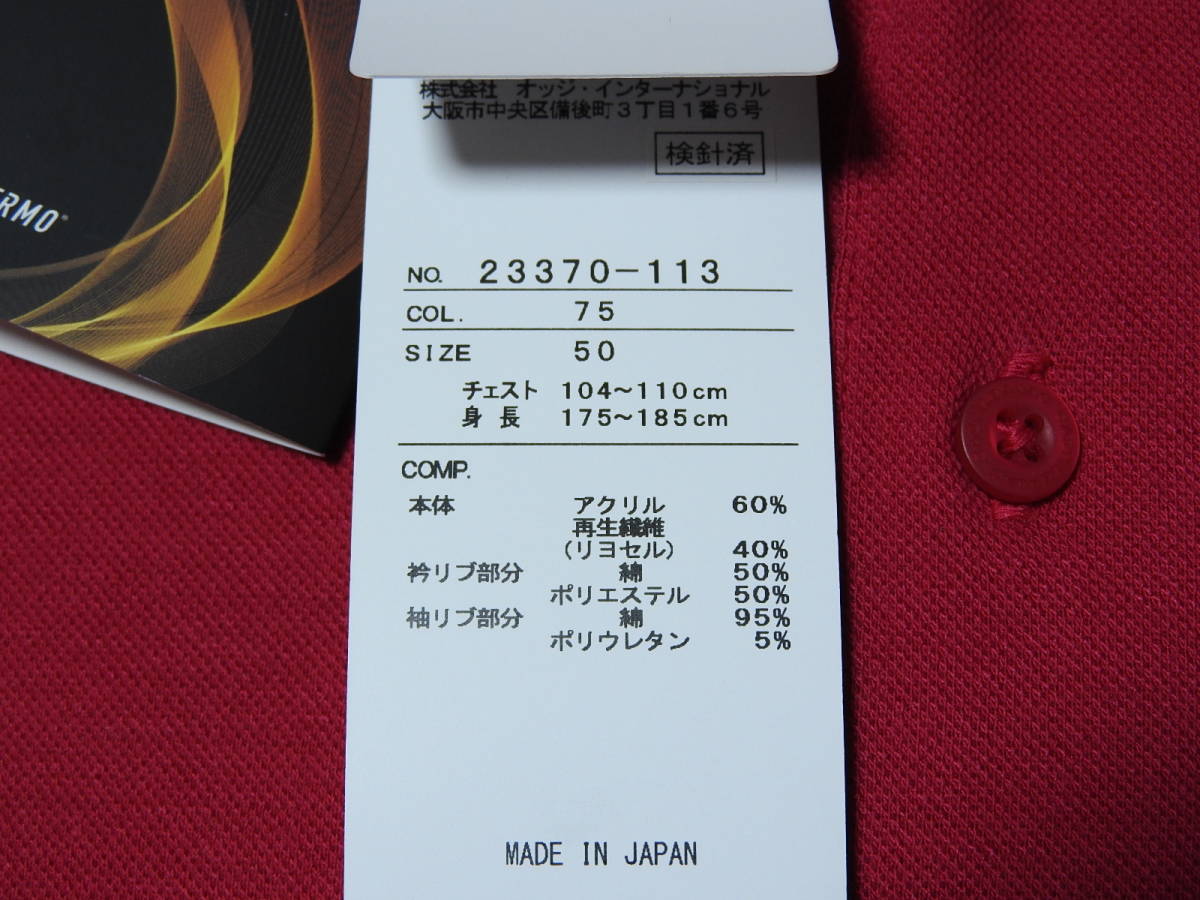 ERMO®
株式会社 オッジ・インターナショナル
大阪市中央区備後町3丁目1番6号
検針済
NO. 23370-113
COL. 75
SIZE 50
チェスト 104~110cm
身長 175~185cm
COMP.
本体 アクリル 60%
再生繊維
(リヨセル) 40%
衿リブ部分 綿 50%
ポリエステル 50%
袖リブ部分 綿 95%
ポリウレタン 5%
MADE IN JAPAN